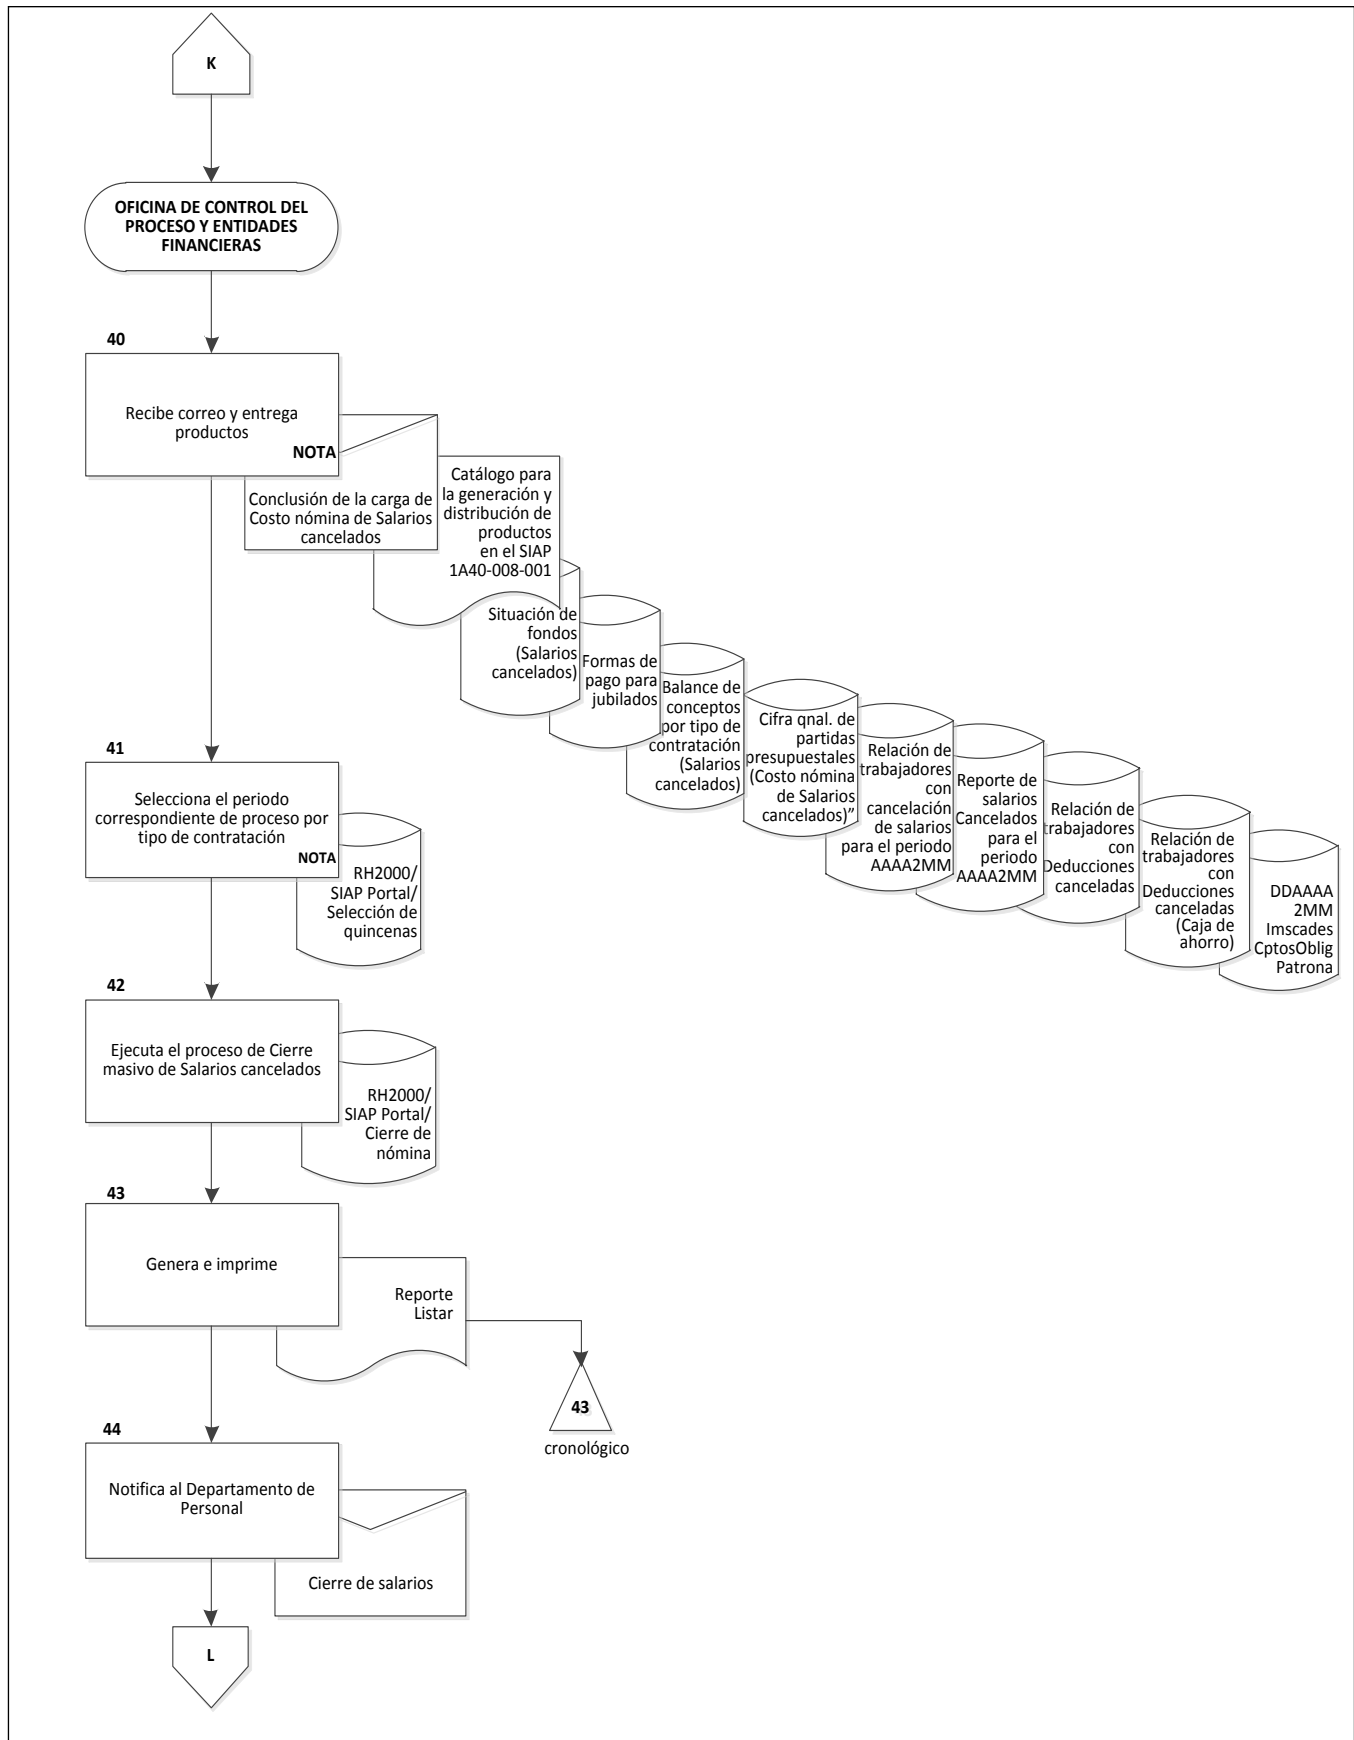 K
OFICINA DE CONTROL DEL
PROCESO Y ENTIDADES
FINANCIERAS
40
Recibe correo y entrega
productos
NOTA
Conclusión de la carga de
Costo nómina de Salarios
cancelados
Catálogo para
la generación y
distribución de
productos
en el SIAP
1A40-008-001
Situación de
fondos
(Salarios
cancelados)
Formas de
pago para
jubilados
Balance de
conceptos
por tipo de
contratación
(Salarios
cancelados)
Cifra qnal. de
partidas
presupuestales
(Costo nómina
de Salarios
cancelados)”
Relación de
trabajadores
con
cancelación
de salarios
para el periodo
AAAA2MM
Reporte de
salarios
Cancelados
para el
periodo
AAAA2MM
Relación de
trabajadores
con
Deducciones
canceladas
Relación de
trabajadores
con
Deducciones
canceladas
(Caja de
ahorro)
DDAAAA
2MM
Imscades
CptosOblig
Patrona
41
Selecciona el periodo
correspondiente de proceso por
tipo de contratación
NOTA
RH2000/
SIAP Portal/
Selección de
quincenas
42
Ejecuta el proceso de Cierre
masivo de Salarios cancelados
RH2000/
SIAP Portal/
Cierre de
nómina
43
Genera e imprime
Reporte
Listar
43
cronológico
44
Notifica al Departamento de
Personal
Cierre de salarios
L